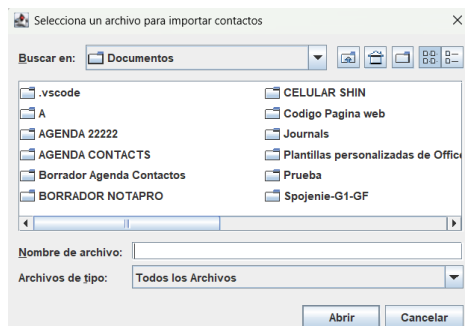 Selecciona un archivo para importar contactos
Buscar en: Documentos
.vscode
A
AGENDA 22222
AGENDA CONTACTS
Borrador Agenda Contactos
BORRADOR NOTAPRO
CELULAR SHIN
Codigo Pagina web
Journals
Plantillas personalizadas de Office
Prueba
Spojenie-G1-GF
Nombre de archivo:
Archivos de tipo: Todos los Archivos
Abrir Cancelar